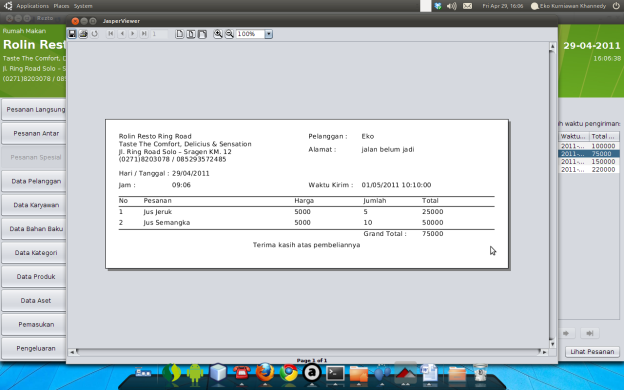 Applications Places System
Fri Apr 29, 16:06 Eko Kurniawan Khannedy
Resto
JasperViewer
1
100%
Rumah Makan
Rolin Rest
Taste The Comfort, D
Jl. Ring Road Solo - S
(0271)8203078 / 08
29-04-2011
16:06:38
Pesanan Langsung
Pesanan Antar
Pesanan Spesial
Data Pelanggan
Data Karyawan
Data Bahan Baku
Data Kategori
Data Produk
Data Aset
Pemasukan
Pengeluaran
Rolin Resto Ring Road
Taste The Comfort, Delicius & Sensation
Jl. Ring Road Solo - Sragen KM. 12
(0271)8203078 / 085293572485
Pelanggan : Eko
Alamat : jalan belum jadi
Hari / Tanggal : 29/04/2011
Jam : 09:06
Waktu Kirim : 01/05/2011 10:10:00
No Pesanan Harga Jumlah Total
1 Jus Jeruk 5000 5 25000
2 Jus Semangka 5000 10 50000
Grand Total : 75000
Terima kasih atas pembeliannya
ih waktu pengiriman:
Waktu... Total ...
2011-... 100000
2011-... 75000
2011-... 150000
2011-... 220000
Lihat Pesanan
Page 1 of 1